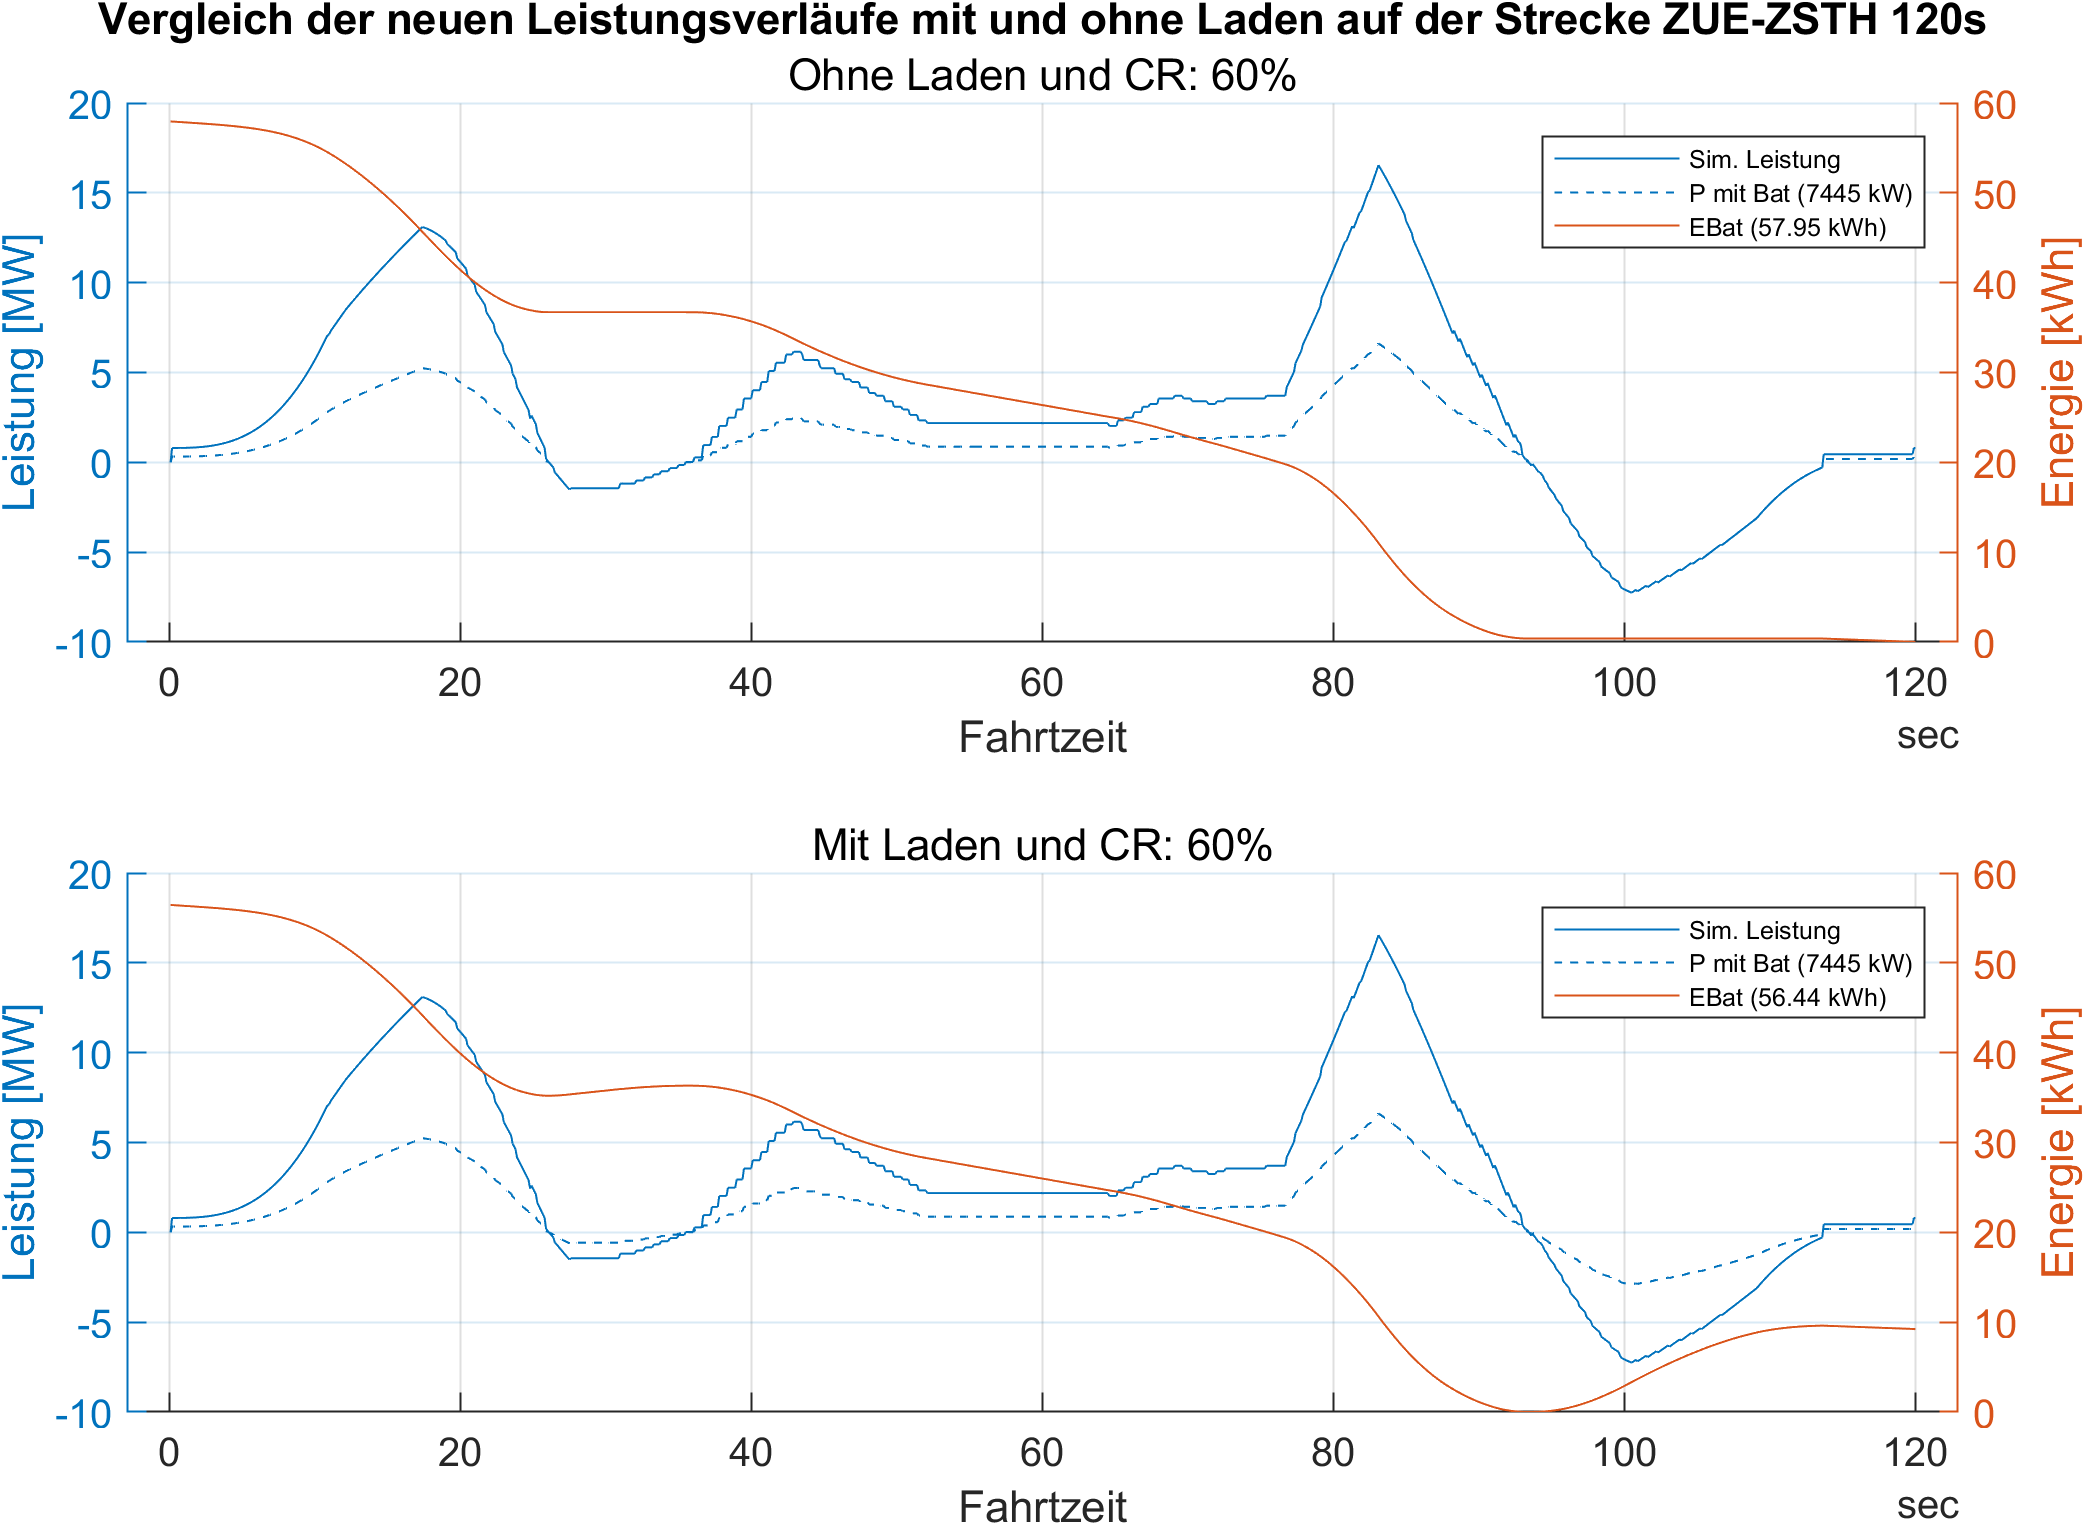 Vergleich der neuen Leistungsverläufe mit und ohne Laden auf der Strecke ZUE-ZSTH 120s
Ohne Laden und CR: 60%
20
15
10
5
0
-5
-10
Leistung [MW]
60
50
40
30
20
10
0
Energie [kWh]
Sim. Leistung
P mit Bat (7445 kW)
EBat (57.95 kWh)
0 20 40 60 80 100 120
Fahrtzeit
sec
Mit Laden und CR: 60%
20
15
10
5
0
-5
-10
Leistung [MW]
60
50
40
30
20
10
0
Energie [kWh]
Sim. Leistung
P mit Bat (7445 kW)
EBat (56.44 kWh)
0 20 40 60 80 100 120
Fahrtzeit
sec